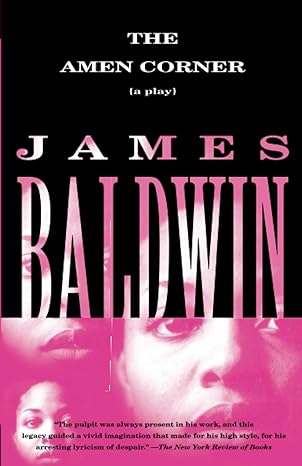 THE
AMEN CORNER
{a play}
JAMES
BALDWIN
"The pulpit was always present in his work, and this
legacy guided a vivid imagination that made for his high style, for his
arresting lyricism of despair." —The New York Review of Books